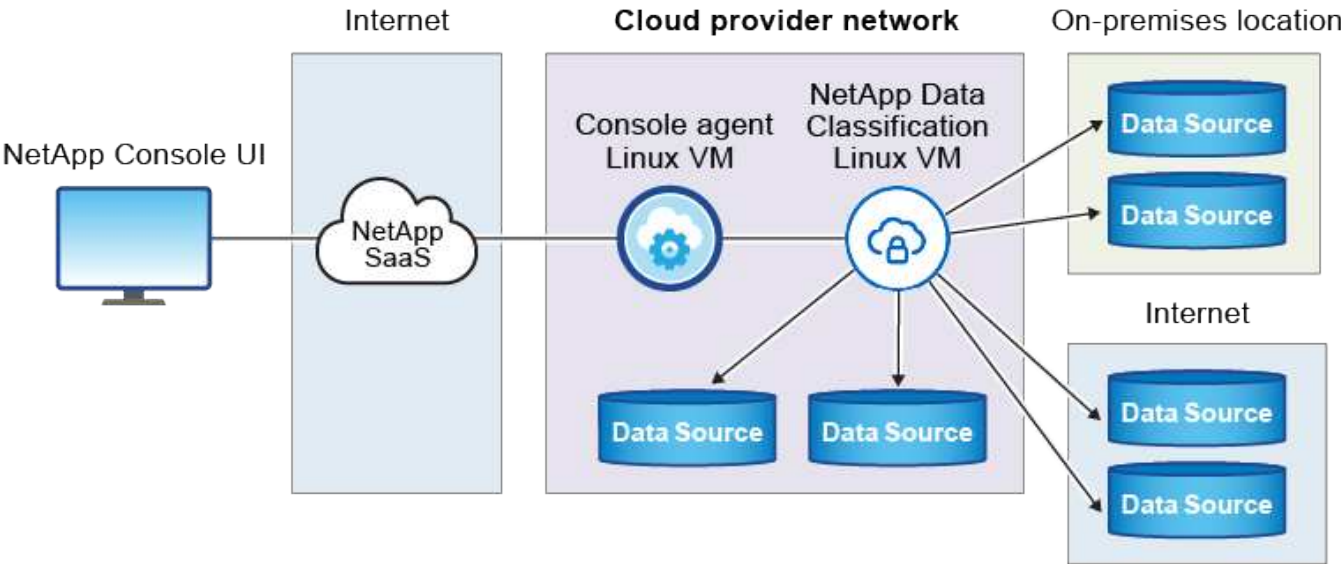 Internet
Cloud provider network
On-premises location
NetApp Console UI
NetApp
SaaS
Console agent
Linux VM
NetApp Data
Classification
Linux VM
Data Source
Data Source
Data Source
Data Source
Internet
Data Source
Data Source